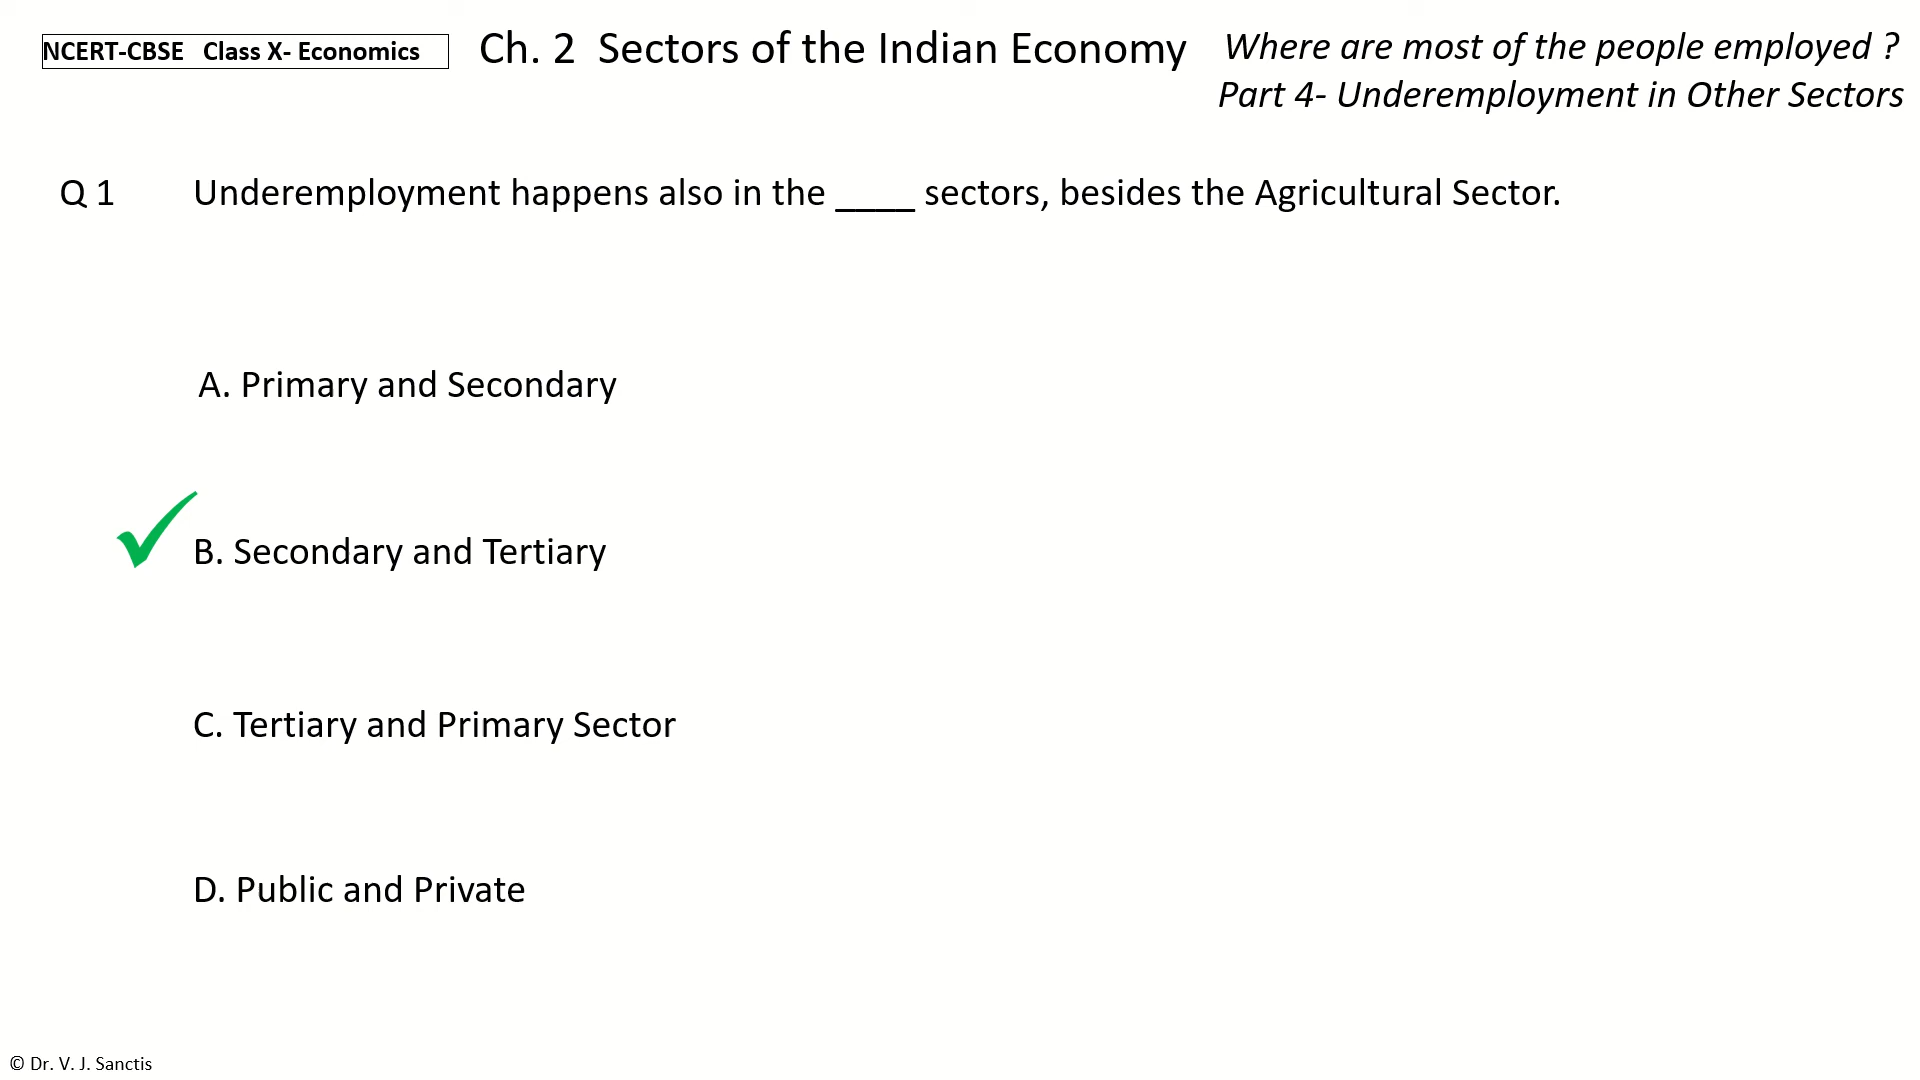 NCERT-CBSE Class X- Economics
Ch. 2 Sectors of the Indian Economy
Where are most of the people employed ?
Part 4- Underemployment in Other Sectors
Q 1 Underemployment happens also in the ____ sectors, besides the Agricultural Sector.
A. Primary and Secondary
B. Secondary and Tertiary
C. Tertiary and Primary Sector
D. Public and Private
© Dr. V. J. Sanctis